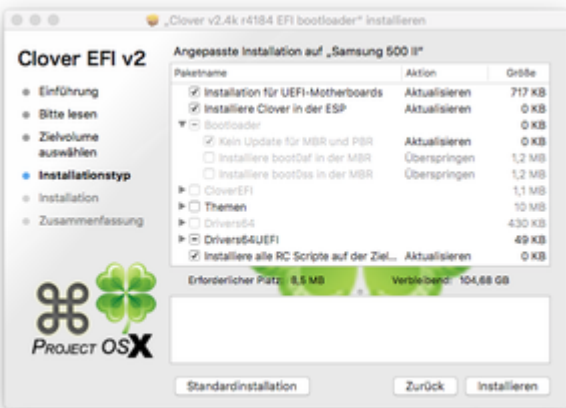 „Clover v2.4k r4184 EFI bootloader“ installieren
Clover EFI v2
Einführung
Bitte lesen
Zielvolume
auswählen
Installationstyp
Installation
Zusammenfassung
PROJECT OSX
Angepasste Installation auf „Samsung 500 II“
Paketname Aktion Größe
Installation für UEFI-Motherboards Aktualisieren 717 KB
Installiere Clover in der ESP Aktualisieren 0 KB
Bootloader 0 KB
Kein Update für MBR und PBR Aktualisieren 0 KB
Installiere boot0af in der MBR Überspringen 1,2 MB
Installiere boot0ss in der MBR Überspringen 1,2 MB
CloverEFI 1,1 MB
Themen 10 MB
Drivers64 430 KB
Drivers64UEFI 49 KB
Installiere alle RC Scripte auf der Ziel... Aktualisieren 0 KB
Erforderlicher Platz: 8,5 MB Verbleibend: 104,68 GB
Standardinstallation Zurück Installieren